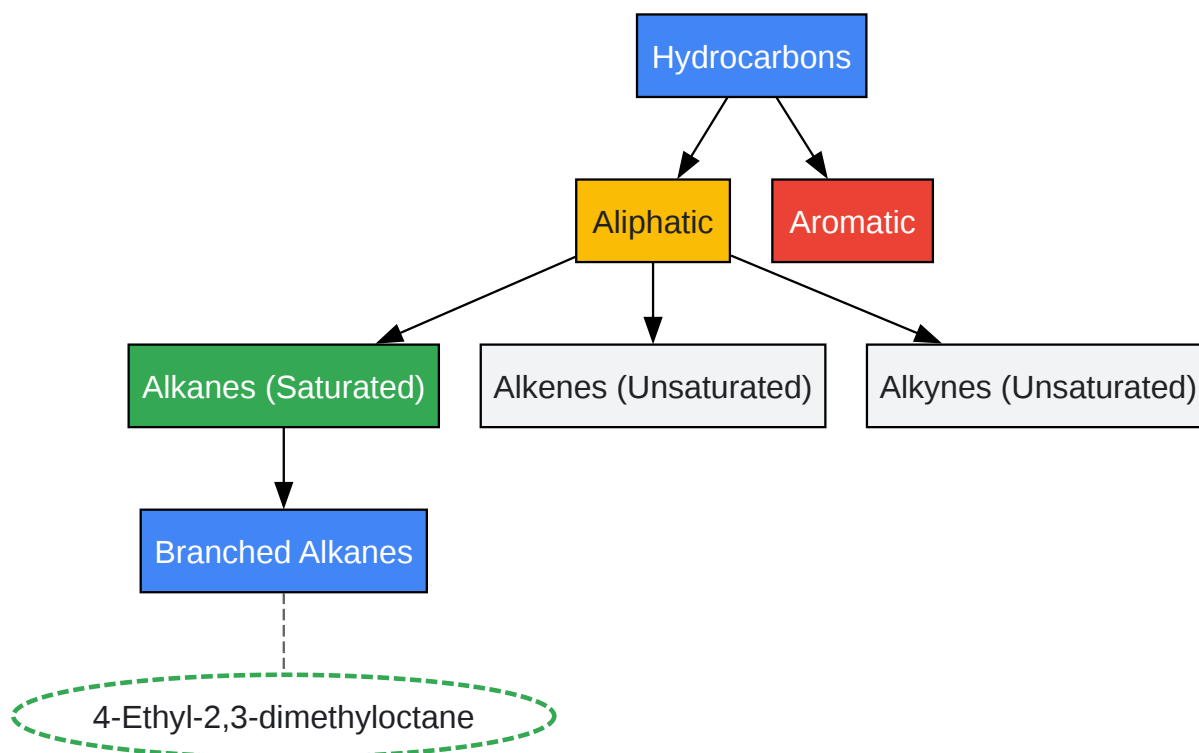 Hydrocarbons
Aliphatic
Aromatic
Alkanes (Saturated)
Alkenes (Unsaturated)
Alkynes (Unsaturated)
Branched Alkanes
4-Ethyl-2,3-dimethyloctane